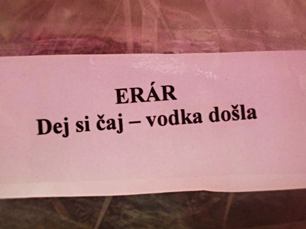 ERÁR
Dej si čaj – vodka došla